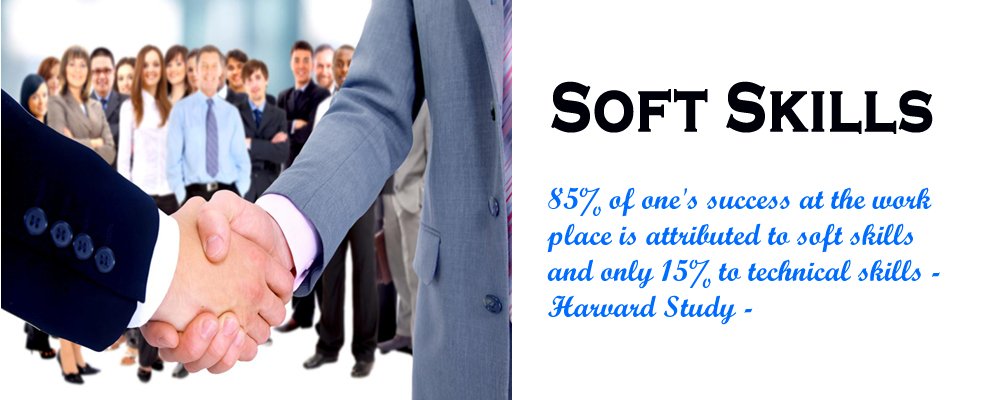 SOFT SKILLS
85% of one's success at the work
place is attributed to soft skills
and only 15% to technical skills -
Harvard Study -